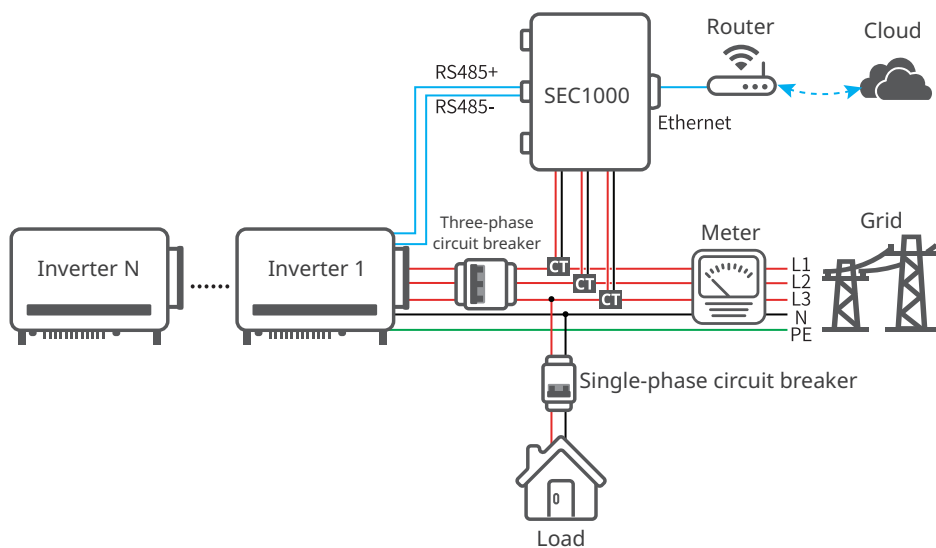 Router
Cloud
RS485+
RS485-
SEC1000
Ethernet
Three-phase
circuit breaker
Meter
Grid
Inverter N
Inverter 1
CT
CT
CT
L1
L2
L3
N
PE
Single-phase circuit breaker
Load